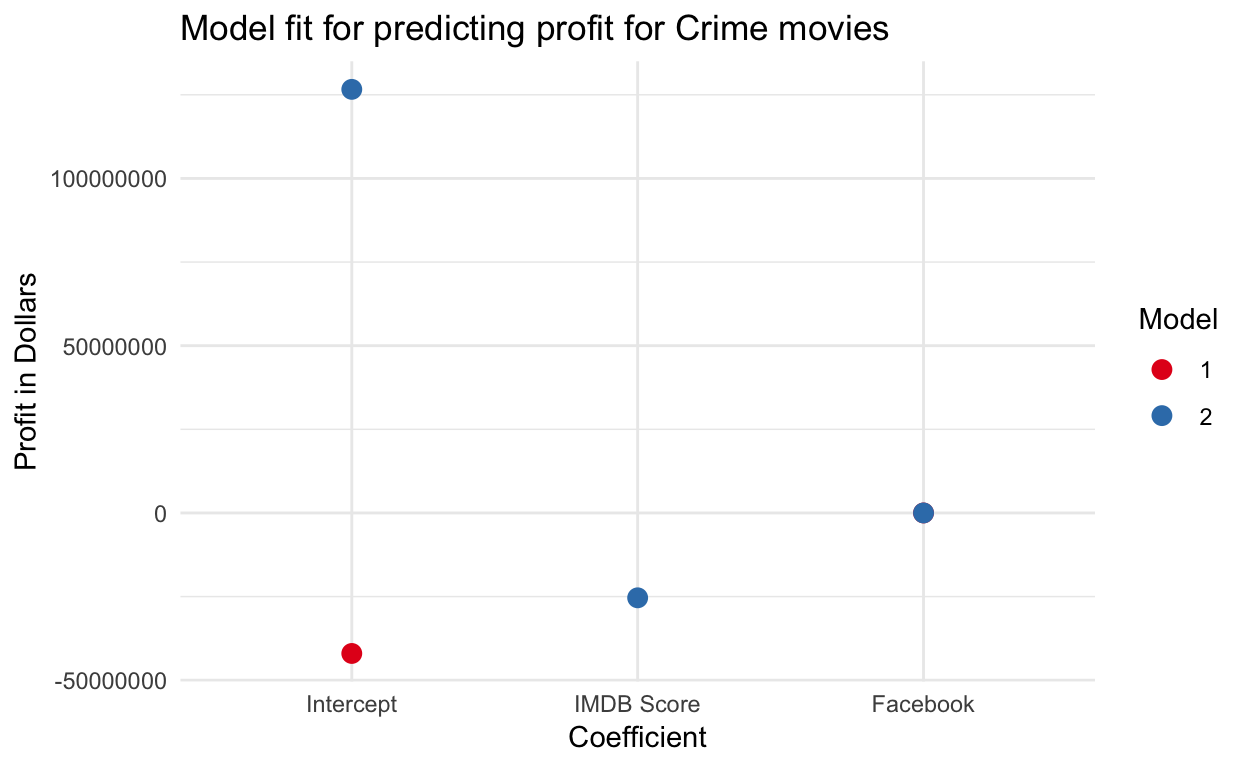 Model fit for predicting profit for Crime movies
Profit in Dollars
100000000
50000000
0
-50000000
Intercept
IMDB Score
Facebook
Coefficient
Model
1
2